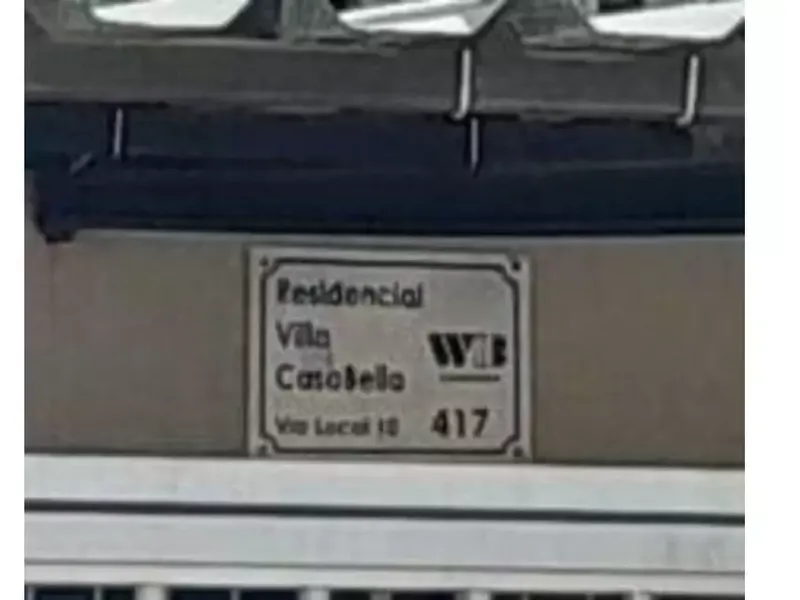 Residencial
Villa
CasaBella
WB
Via Local 10
417